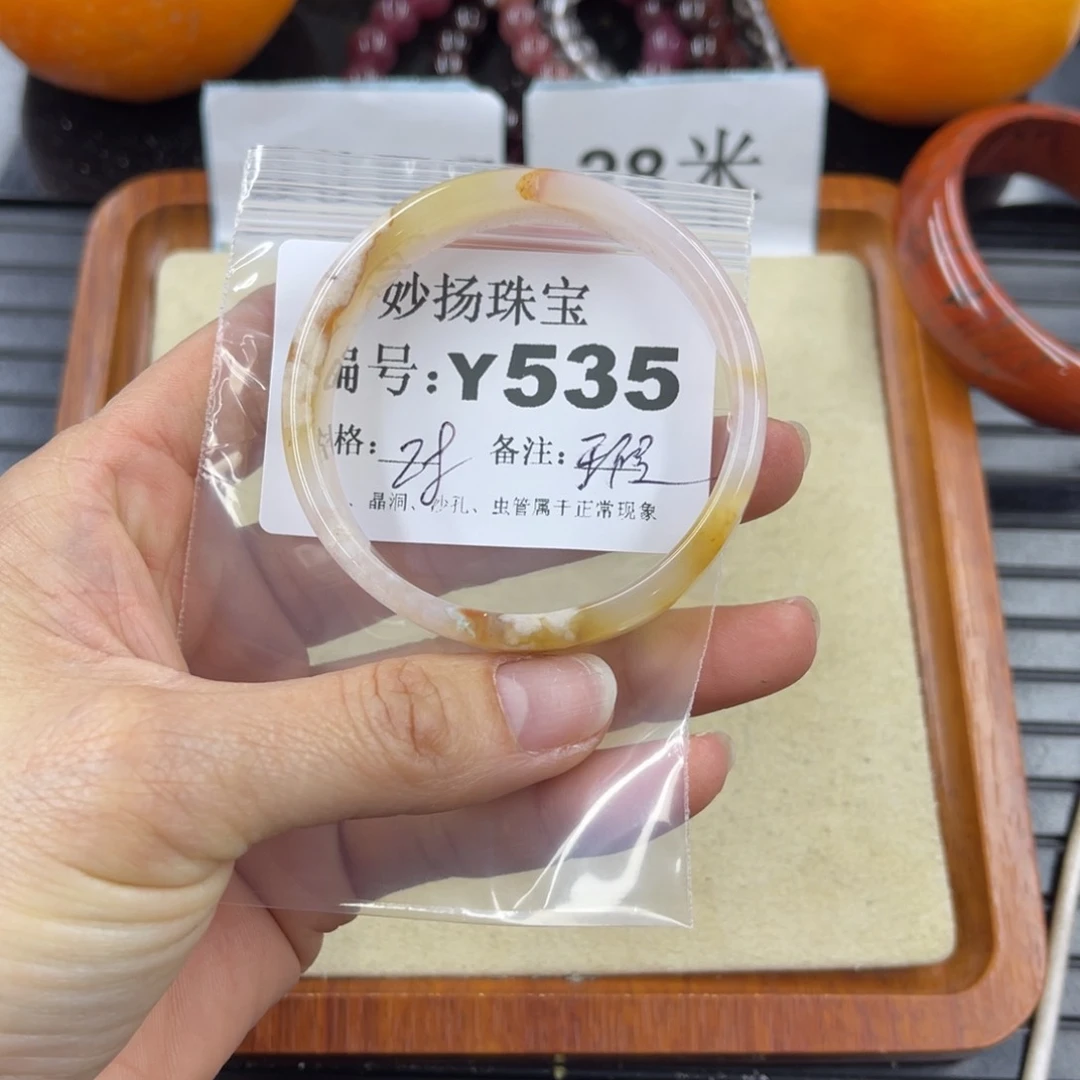 38米
妙扬珠宝
编号:Y535
格: 备注:
、晶洞、沙孔、虫管属于正常现象